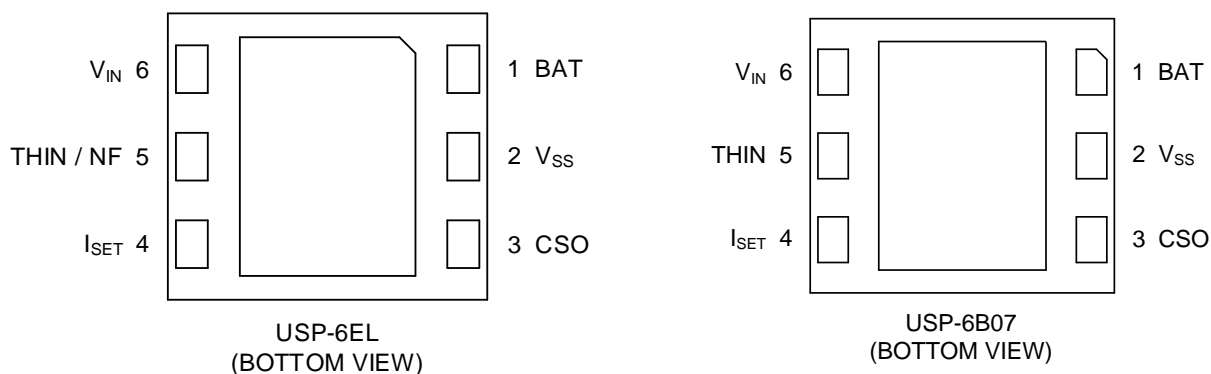 V_IN 6
1 BAT
THIN / NF 5
2 V_SS
I_SET 4
3 CSO
USP-6EL
(BOTTOM VIEW)
V_IN 6
1 BAT
THIN 5
2 V_SS
I_SET 4
3 CSO
USP-6B07
(BOTTOM VIEW)